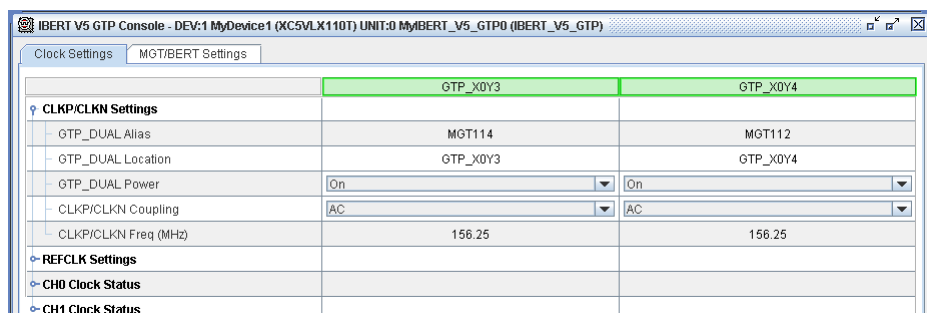 IBERT V5 GTP Console - DEV:1 MyDevice1 (XC5VLX110T) UNIT:0 MyIBERT_V5_GTP0 (IBERT_V5_GTP)
Clock Settings MGT/BERT Settings
GTP_X0Y3 GTP_X0Y4
CLKP/CLKN Settings
GTP_DUAL Alias MGT114 MGT112
GTP_DUAL Location GTP_X0Y3 GTP_X0Y4
GTP_DUAL Power On On
CLKP/CLKN Coupling AC AC
CLKP/CLKN Freq (MHz) 156.25 156.25
REFCLK Settings
CH0 Clock Status
CH1 Clock Status